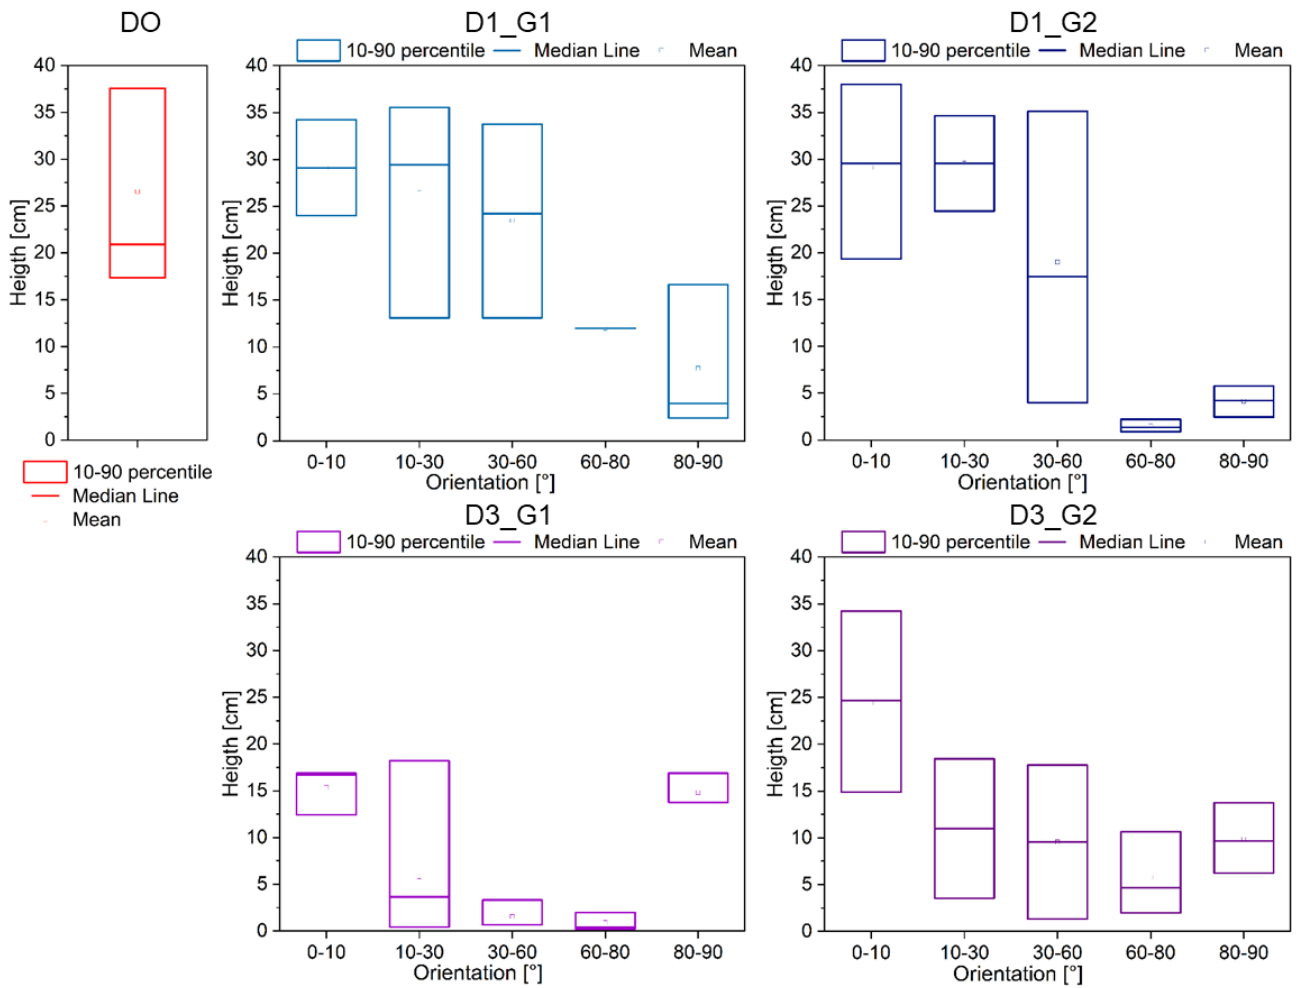 DO
D1_G1
D1_G2
10-90 percentile Median Line Mean
10-90 percentile Median Line Mean
40
35
30
25
20
15
10
5
0
Heigth [cm]
10-90 percentile
Median Line
Mean
40
35
30
25
20
15
10
5
0
Heigth [cm]
0-10 10-30 30-60 60-80 80-90
Orientation [°]
40
35
30
25
20
15
10
5
0
Heigth [cm]
0-10 10-30 30-60 60-80 80-90
Orientation [°]
D3_G1
10-90 percentile Median Line Mean
40
35
30
25
20
15
10
5
0
Heigth [cm]
0-10 10-30 30-60 60-80 80-90
Orientation [°]
D3_G2
10-90 percentile Median Line Mean
40
35
30
25
20
15
10
5
0
Heigth [cm]
0-10 10-30 30-60 60-80 80-90
Orientation [°]